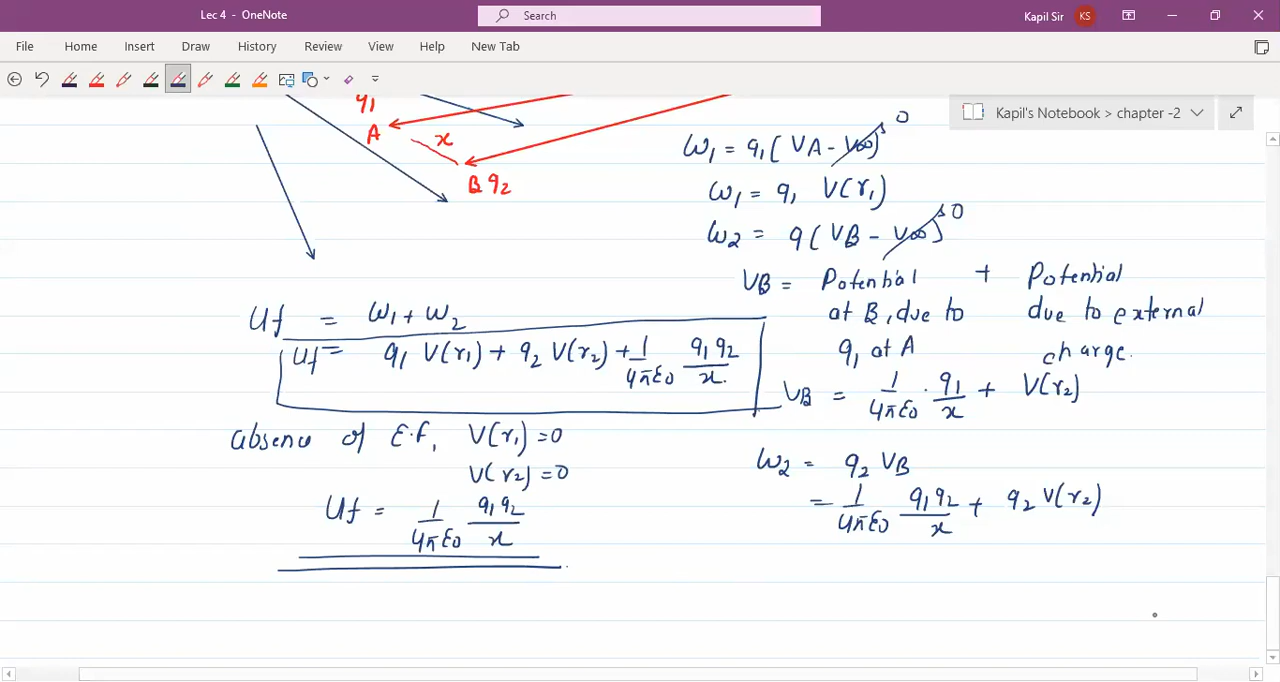 Lec 4 - OneNote
Search
Kapil Sir KS
File Home Insert Draw History Review View Help New Tab
Kapil's Notebook > chapter -2
q1
A
x
B q2
W1 = q1 ( VA - V∞ ) 0
W1 = q1 V(r1)
W2 = q ( VB - V∞ ) 0
VB = Potential at B, due to q1 at A + Potential due to external charge.
VB = 1/4πε0 · q1/x + V(r2)
W2 = q2 VB
= 1/4πε0 q1q2/x + q2 V(r2)
Uf = W1 + W2
Uf = q1 V(r1) + q2 V(r2) + 1/4πε0 q1q2/x.
absence of E.F, V(r1) = 0
V(r2) = 0
Uf = 1/4πε0 q1q2/x